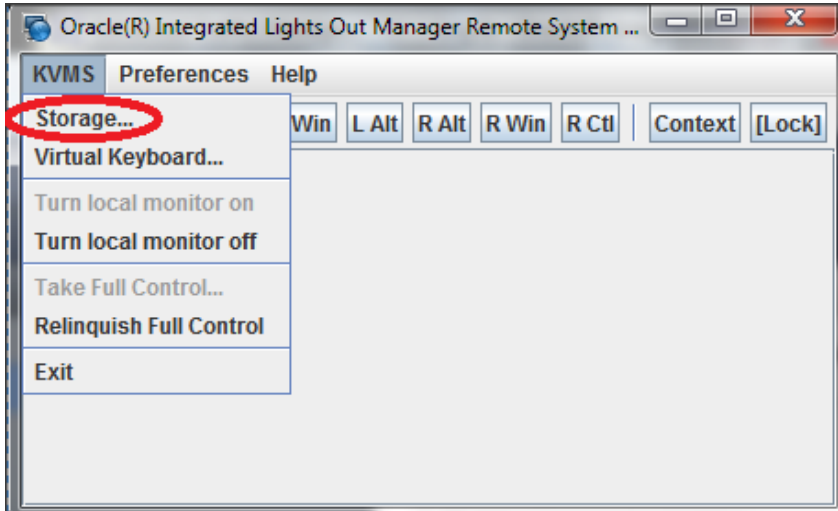 Oracle(R) Integrated Lights Out Manager Remote System ...
KVMS Preferences Help
Storage... Win L Alt R Alt R Win R Ctl Context [Lock]
Virtual Keyboard...
Turn local monitor on
Turn local monitor off
Take Full Control...
Relinquish Full Control
Exit